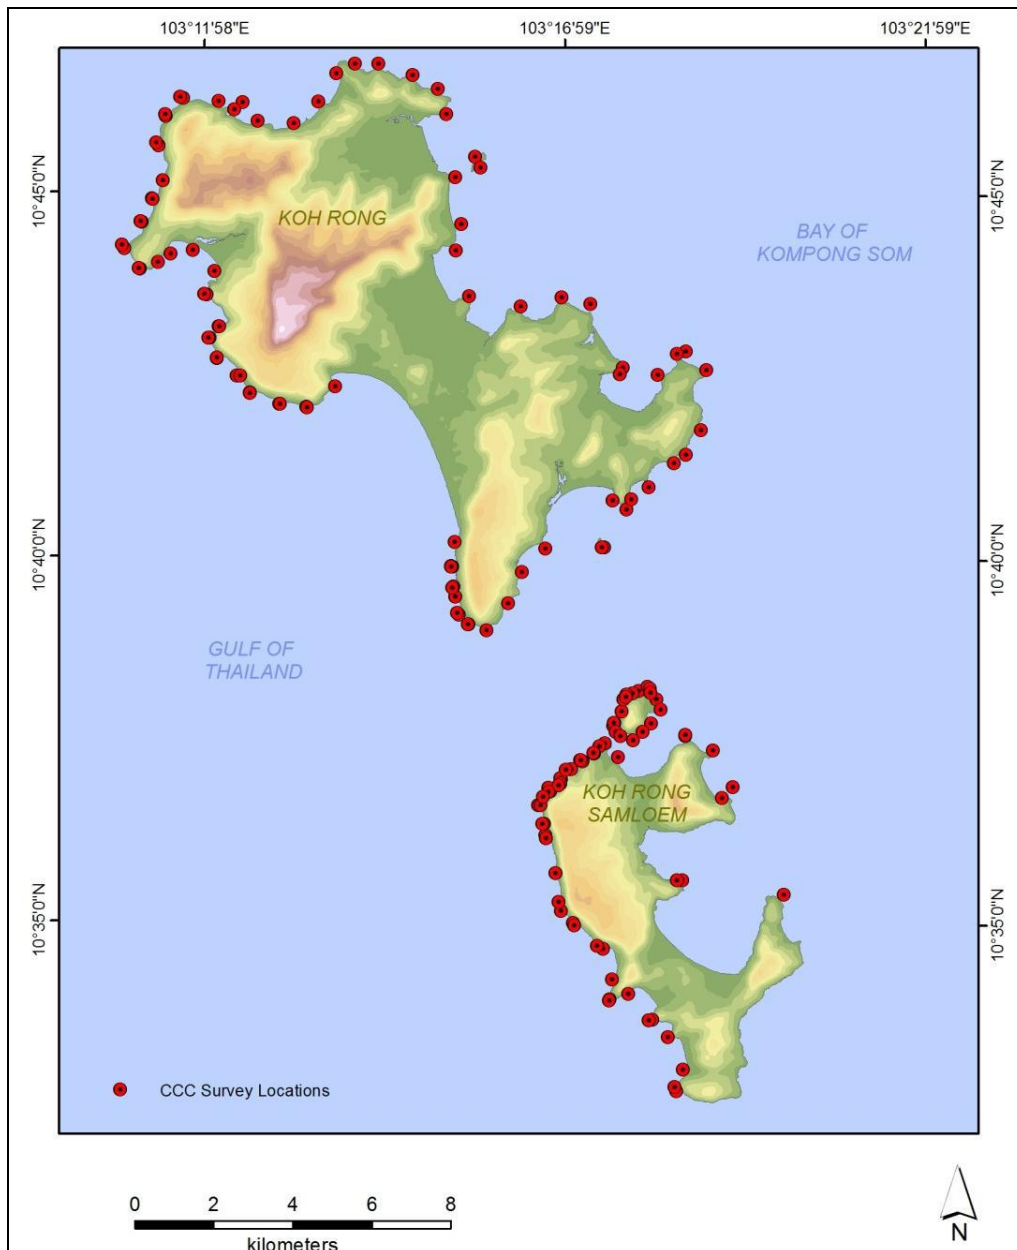 103°11'58"E
103°16'59"E
103°21'59"E
10°45'0"N
10°45'0"N
KOH RONG
BAY OF
KOMPONG SOM
10°40'0"N
10°40'0"N
GULF OF
THAILAND
KOH RONG
SAMLOEM
10°35'0"N
10°35'0"N
CCC Survey Locations
0 2 4 6 8
kilometers
N